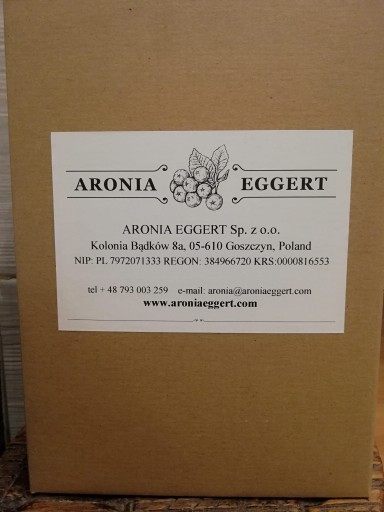 ARONIA EGGERT
ARONIA EGGERT Sp. z o.o.
Kolonia Bądków 8a, 05-610 Goszczyn, Poland
NIP: PL 7972071333 REGON: 384966720 KRS:0000816553
tel + 48 793 003 259 e-mail: aronia@aroniaeggert.com
www.aroniaeggert.com